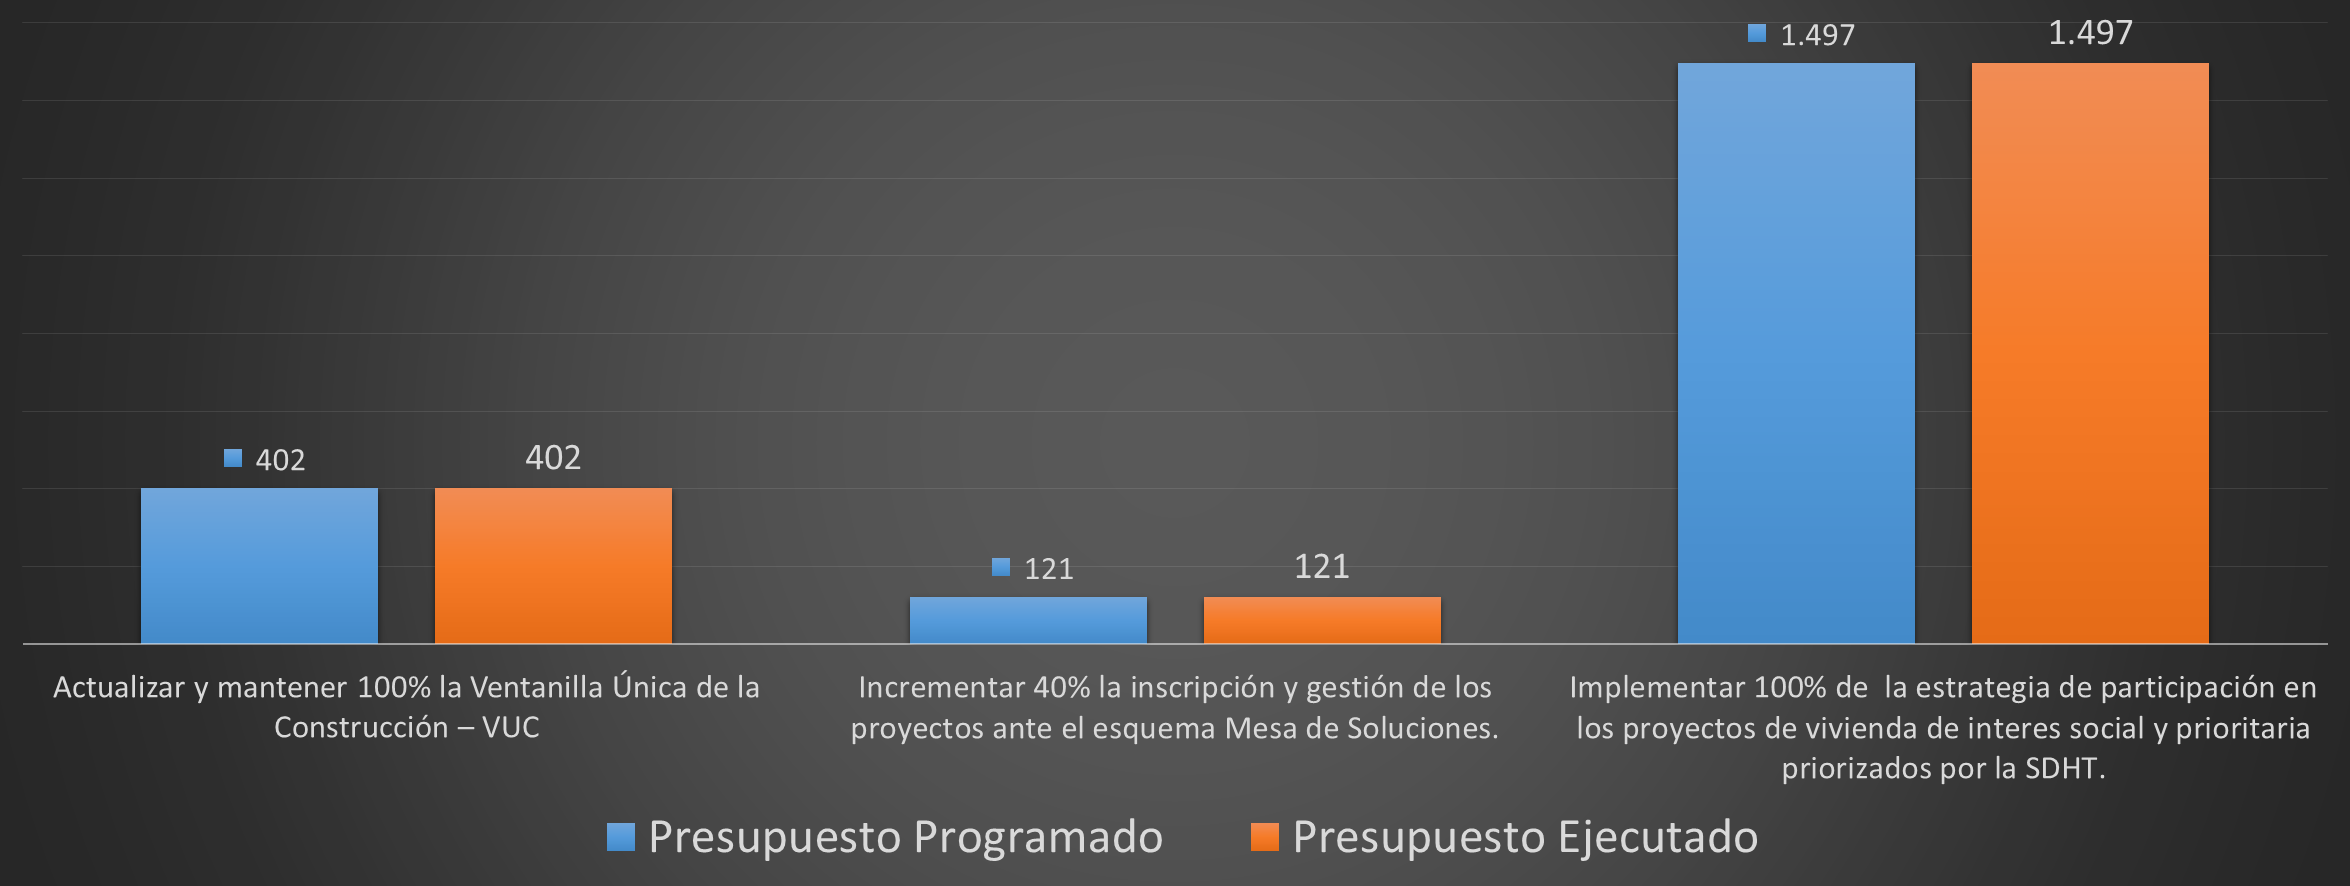 1.497
1.497
402
402
121
121
Actualizar y mantener 100% la Ventanilla Única de la
Construcción – VUC
Incrementar 40% la inscripción y gestión de los
proyectos ante el esquema Mesa de Soluciones.
Implementar 100% de  la estrategia de participación en
los proyectos de vivienda de interes social y prioritaria
priorizados por la SDHT.
Presupuesto Programado
Presupuesto Ejecutado